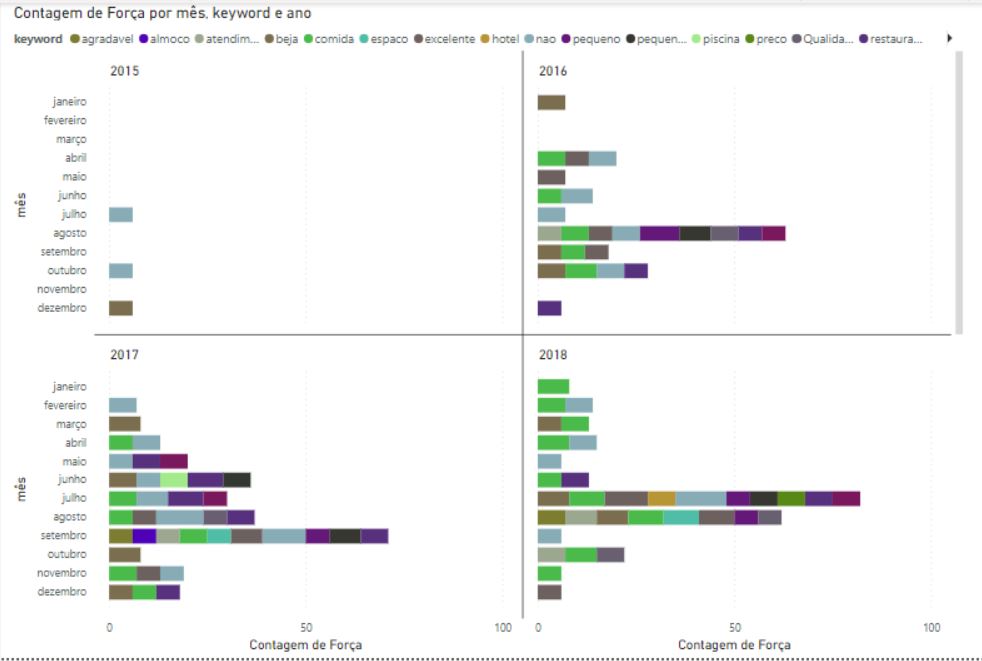 Contagem de Força por mês, keyword e ano
keyword agradavel almoco atendim... beja comida espaco excelente hotel nao pequeno pequen... piscina preco Qualida... restaura...
2015
2016
janeiro
fevereiro
março
abril
maio
junho
julho
agosto
setembro
outubro
novembro
dezembro
mês
2017
2018
janeiro
fevereiro
março
abril
maio
junho
julho
agosto
setembro
outubro
novembro
dezembro
mês
0 50 100 0 50 100
Contagem de Força Contagem de Força